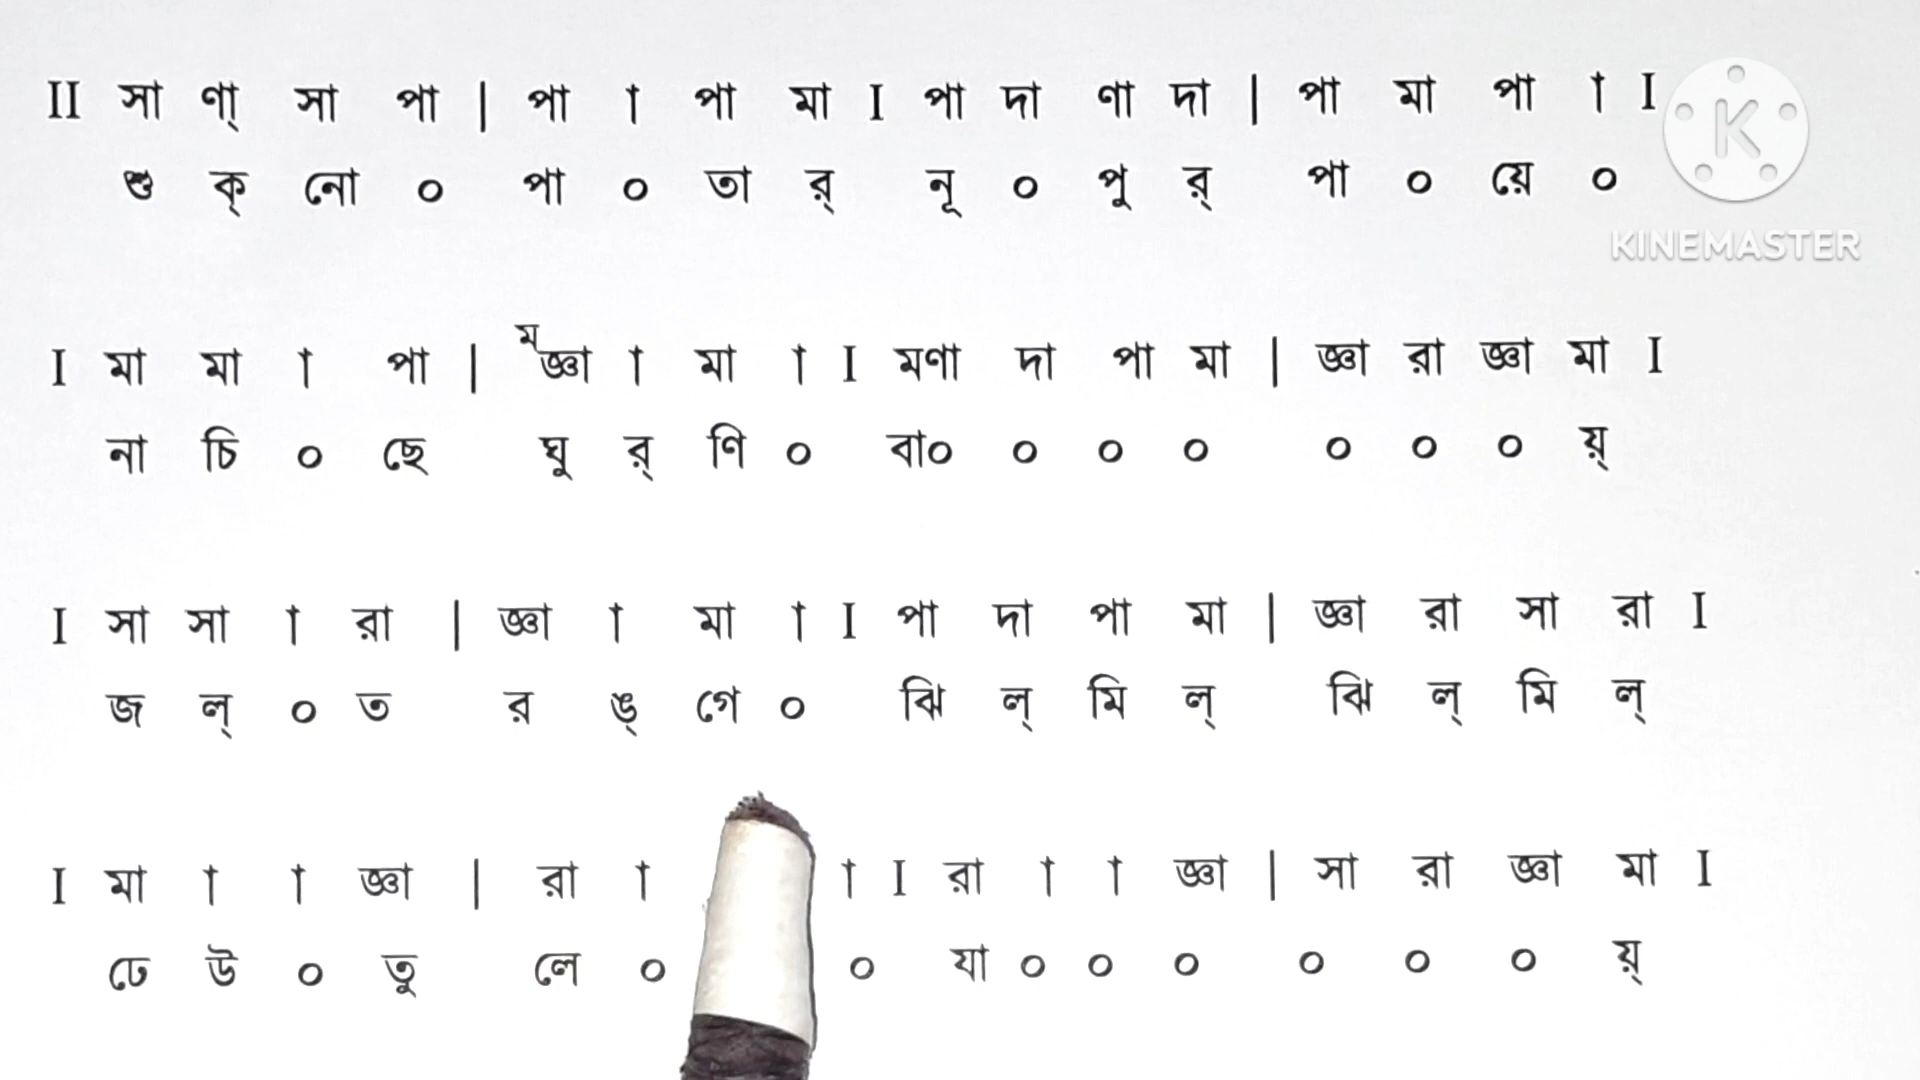 II সা ণা্ সা পা | পা া পা মা I পা দা ণা দা | পা মা পা া I
শু ক্ নো ০ পা ০ তা র্ নূ ০ পু র্ পা ০ য়ে ০
K
KINEMASTER
I মা মা া পা | মজ্ঞা া মা া I মণা দা পা মা | জ্ঞা রা জ্ঞা মা I
না চি ০ ছে ঘু র্ ণি ০ বা০ ০ ০ ০ ০ ০ ০ য়্
I সা সা া রা | জ্ঞা া মা া I পা দা পা মা | জ্ঞা রা সা রা I
জ ল্ ০ ত র ঙ্ গে ০ ঝি ল্ মি ল্ ঝি ল্ মি ল্
I মা া া জ্ঞা | রা া া I রা া া জ্ঞা | সা রা জ্ঞা মা I
ঢে উ ০ তু লে ০ ০ যা ০ ০ ০ ০ ০ ০ য়্